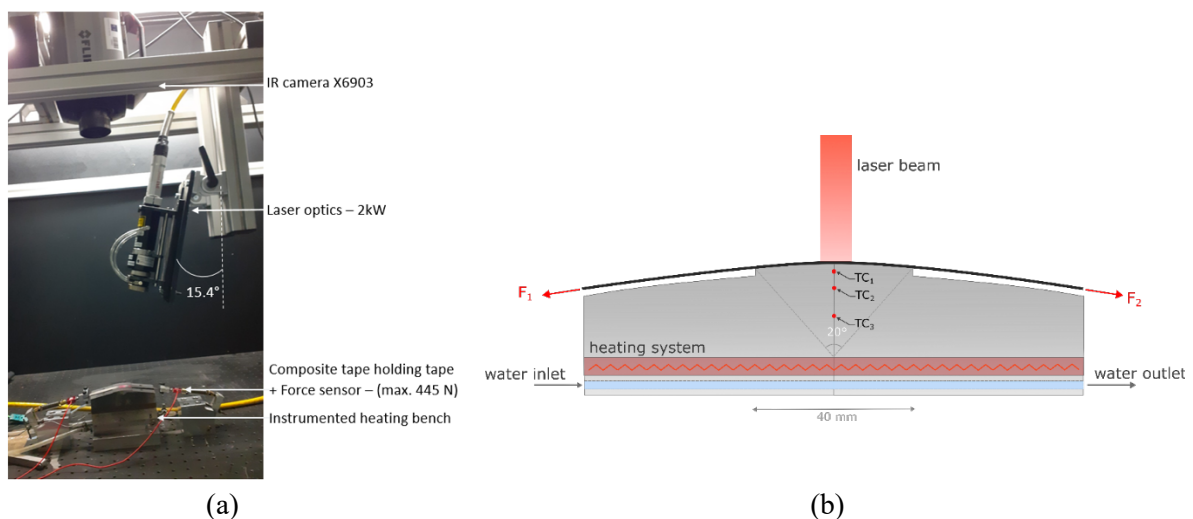 FLIR
IR camera X6903
Laser optics – 2kW
15.4°
Composite tape holding tape
+ Force sensor – (max. 445 N)
Instrumented heating bench
(a)
laser beam
TC1
F1
TC2
F2
TC3
20°
heating system
water inlet
water outlet
40 mm
(b)